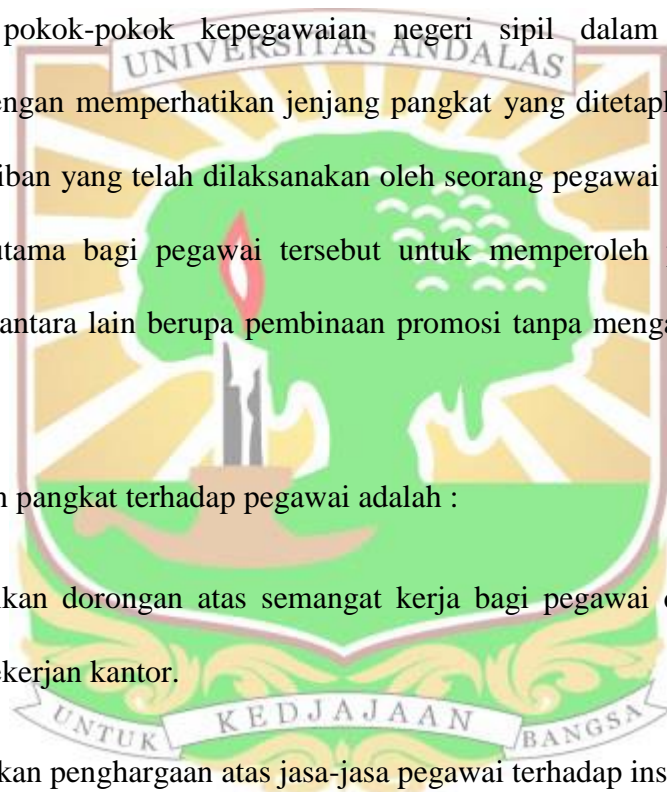 pokok-pokok kepegawaian negeri sipil dalam
UNIVERSITAS ANDALAS
engan memperhatikan jenjang pangkat yang ditetapl
iban yang telah dilaksanakan oleh seorang pegawai
utama bagi pegawai tersebut untuk memperoleh
antara lain berupa pembinaan promosi tanpa menga
n pangkat terhadap pegawai adalah :
ikan dorongan atas semangat kerja bagi pegawai
ekerjan kantor.
UNTUK KEDJAJAAN BANGSA
kan penghargaan atas jasa-jasa pegawai terhadap ins